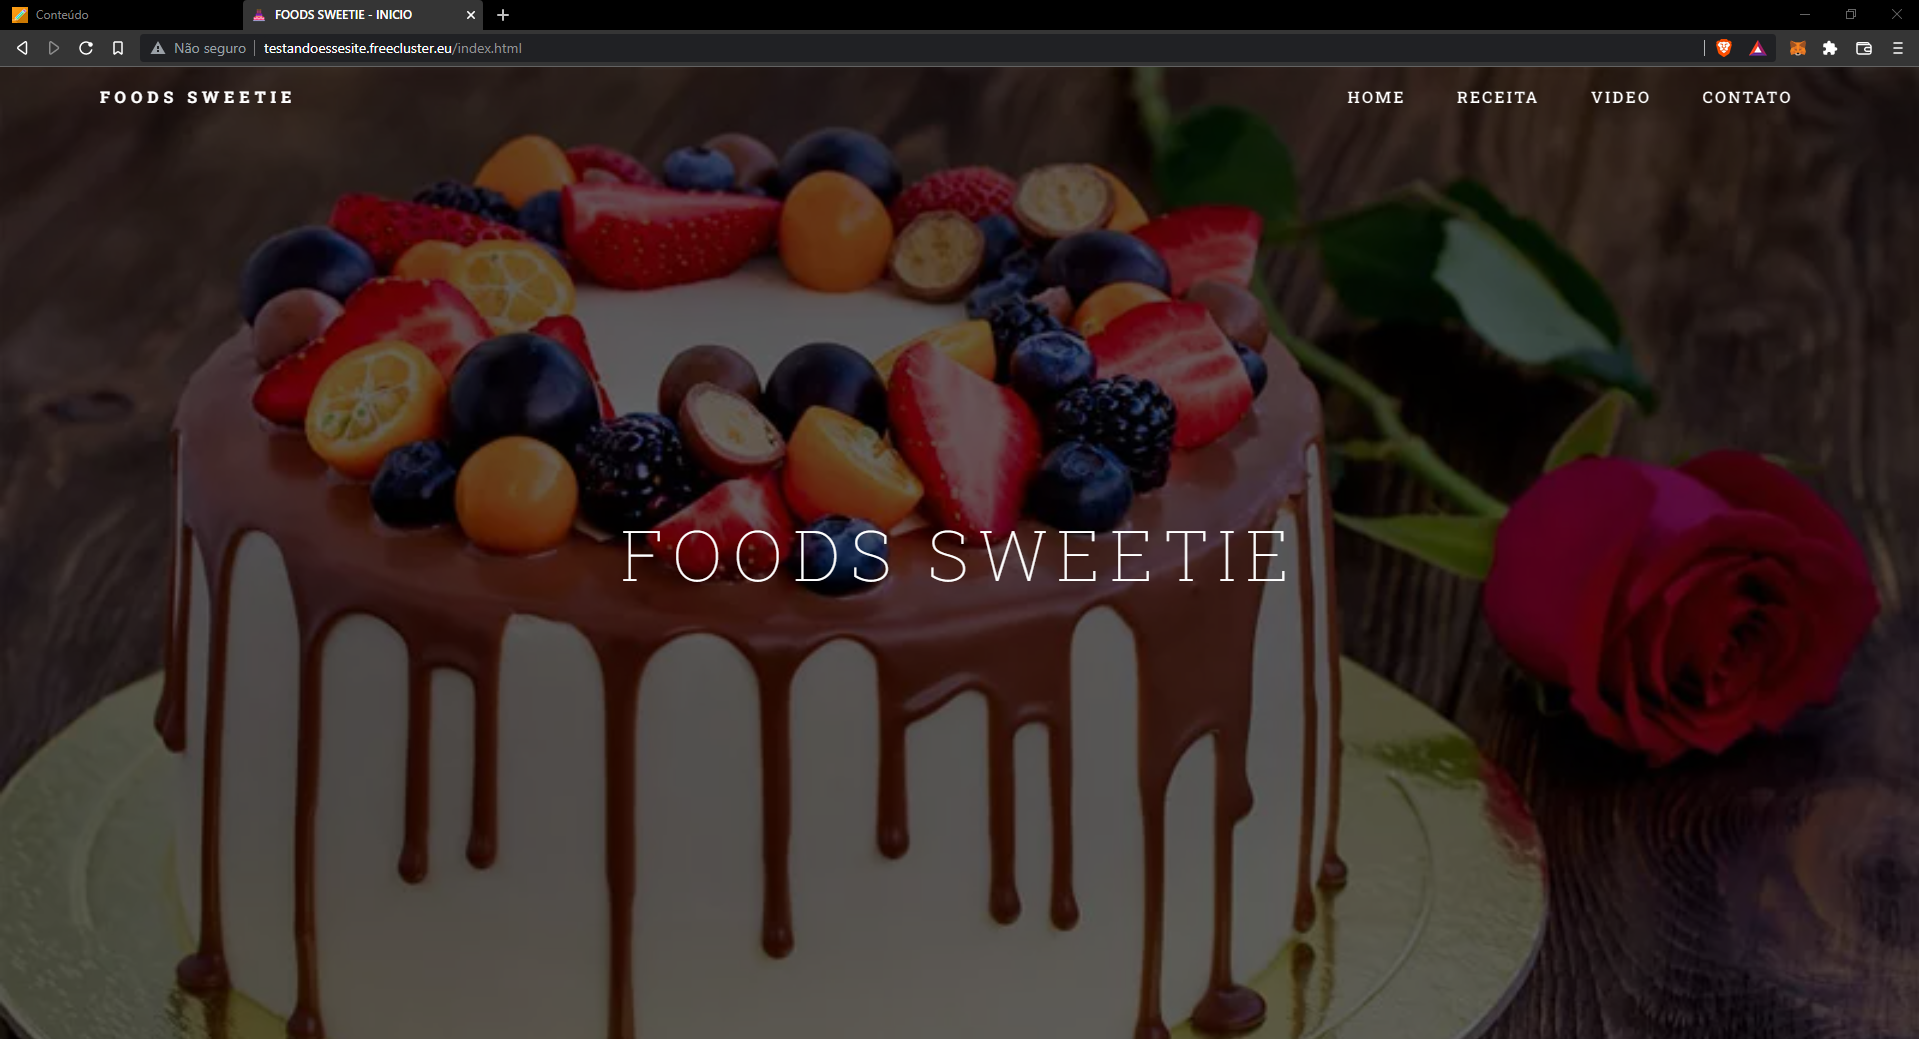 Conteúdo
FOODS SWEETIE - INICIO
Não seguro
testandoessesite.freecluster.eu/index.html
FOODS SWEETIE
HOME
RECEITA
VIDEO
CONTATO
FOODS SWEETIE